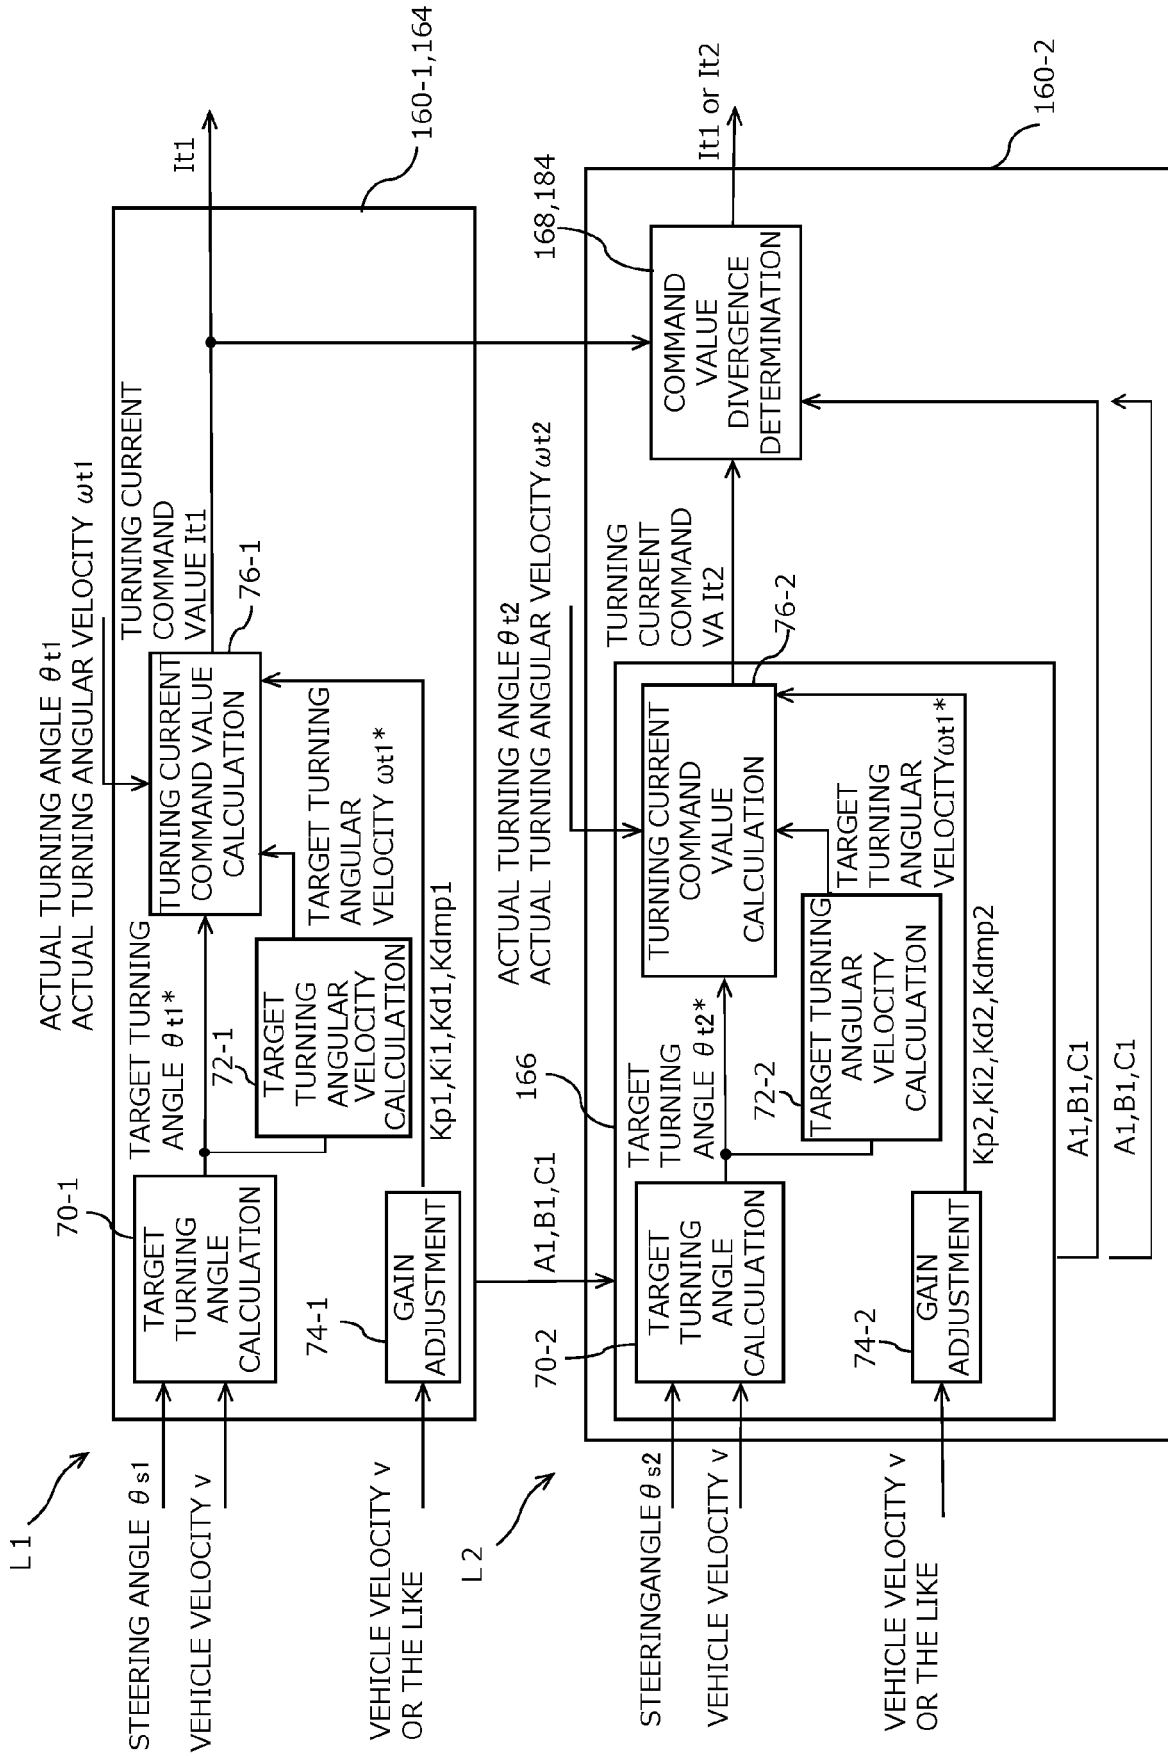 L1
STEERING ANGLE θs1
VEHICLE VELOCITY v
VEHICLE VELOCITY v
OR THE LIKE
70-1
TARGET
TURNING
ANGLE
CALCULATION
74-1
GAIN
ADJUSTMENT
TARGET TURNING
ANGLE θt1*
72-1
TARGET
TURNING
ANGULAR
VELOCITY
CALCULATION
TARGET TURNING
ANGULAR
VELOCITY ωt1*
Kp1,Ki1,Kd1,Kdmp1
ACTUAL TURNING ANGLE θt1
ACTUAL TURNING ANGULAR VELOCITY ωt1
TURNING CURRENT
COMMAND VALUE
CALCULATION
76-1
TURNING CURRENT
COMMAND
VALUE It1
It1
160-1,164
A1,B1,C1
L2
STEERINGANGLE θs2
VEHICLE VELOCITY v
VEHICLE VELOCITY v
OR THE LIKE
166
70-2
TARGET
TURNING
ANGLE
CALCULATION
74-2
GAIN
ADJUSTMENT
TARGET
TURNING
ANGLE θt2*
72-2
TARGET TURNING
ANGULAR
VELOCITY
CALCULATION
TARGET
TURNING
ANGULAR
VELOCITYωt1*
Kp2,Ki2,Kd2,Kdmp2
ACTUAL TURNING ANGLE θt2
ACTUAL TURNING ANGULAR VELOCITY ωt2
TURNING CURRENT
COMMAND
VALUE
CALCULATION
76-2
TURNING
CURRENT
COMMAND
VA It2
168,184
COMMAND
VALUE
DIVERGENCE
DETERMINATION
It1 or It2
160-2
A1,B1,C1
A1,B1,C1